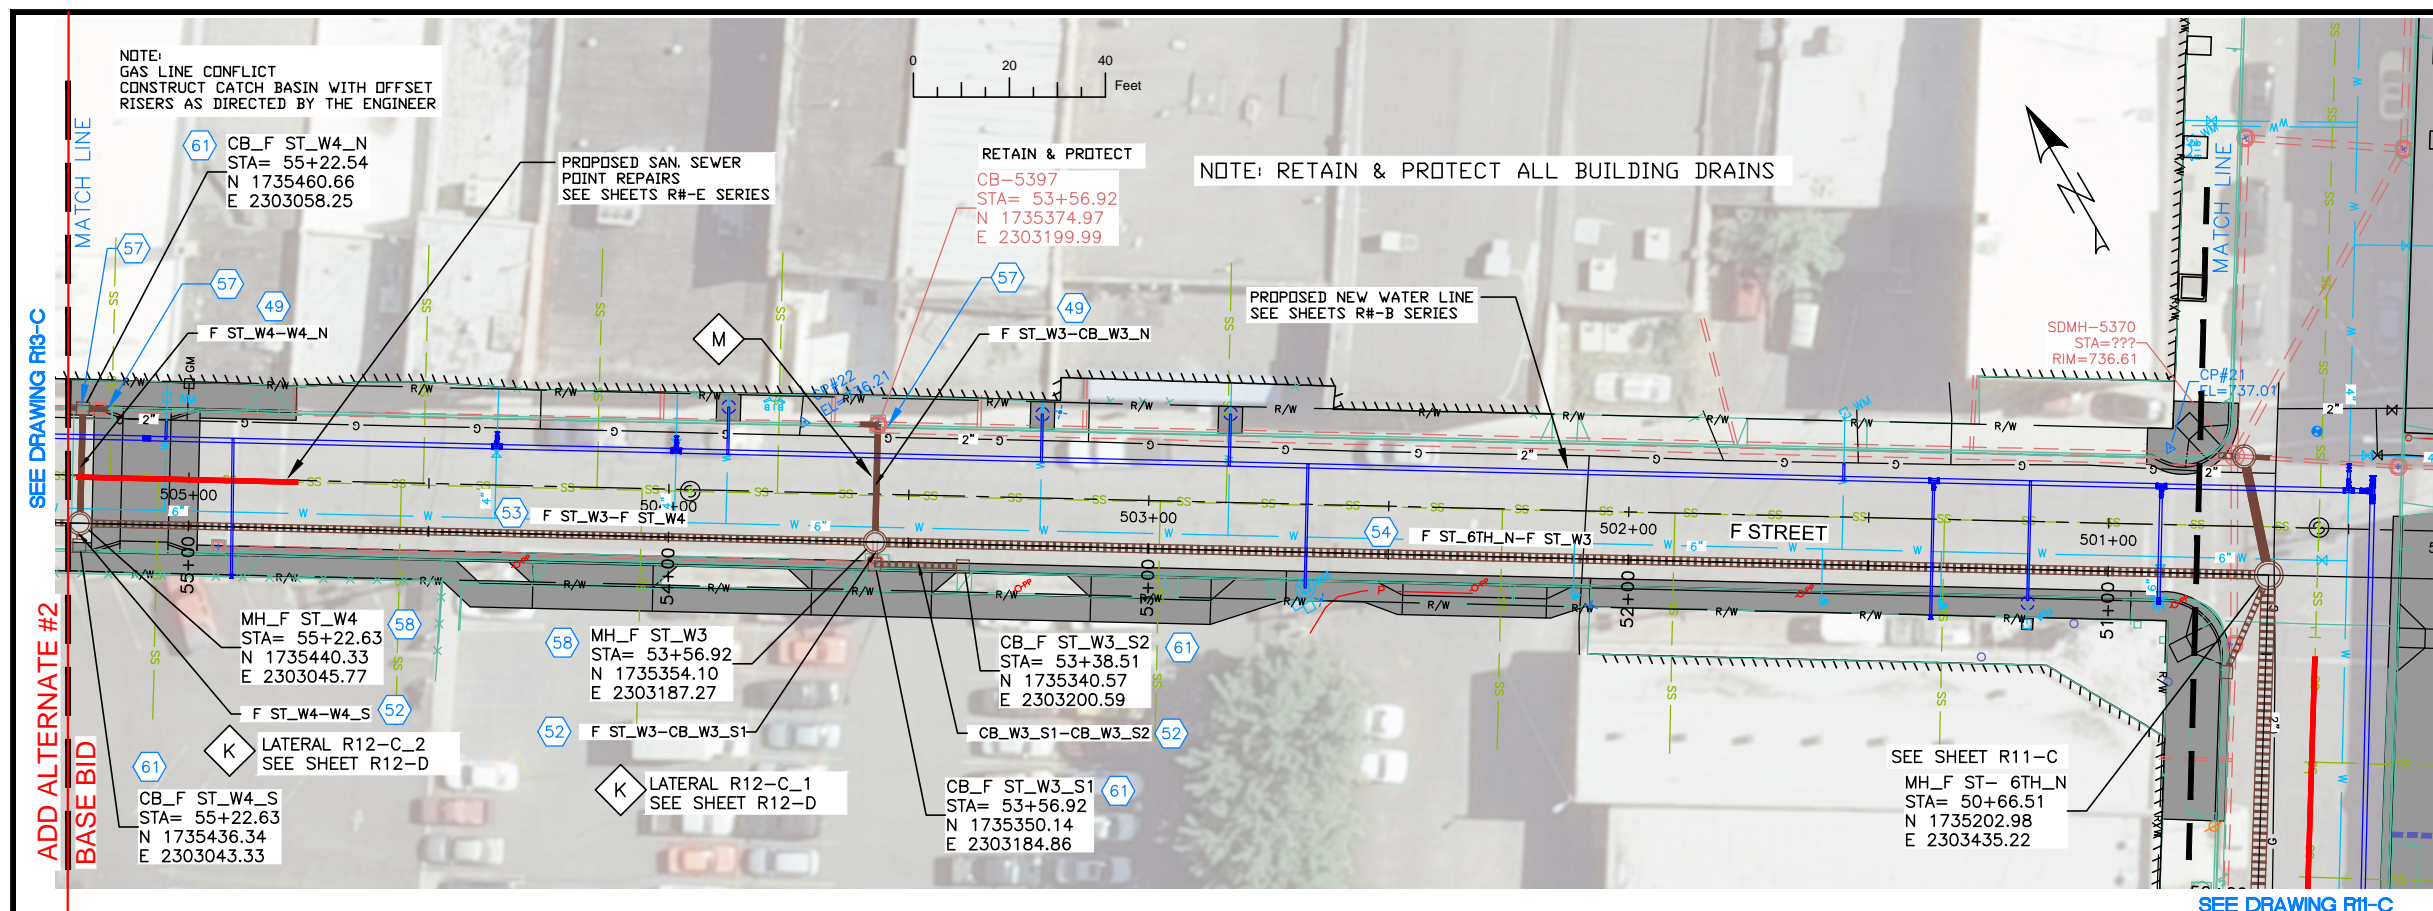 NOTE:
GAS LINE CONFLICT
CONSTRUCT CATCH BASIN WITH OFFSET
RISERS AS DIRECTED BY THE ENGINEER
MATCH LINE
61
CB_F ST_W4_N
STA= 55+22.54
N 1735460.66
E 2303058.25
57
57
49
F ST_W4-W4_N
PROPOSED SAN. SEWER
POINT REPAIRS
SEE SHEETS R#-E SERIES
0 20 40
Feet
RETAIN & PROTECT
CB-5397
STA= 53+56.92
N 1735374.97
E 2303199.99
57
49
F ST_W3-CB_W3_N
M
NOTE: RETAIN & PROTECT ALL BUILDING DRAINS
PROPOSED NEW WATER LINE
SEE SHEETS R#-B SERIES
N
MATCH LINE
SDMH-5370
STA=???
RIM=736.61
CP#21
EL=737.01
CP#22
SEE DRAWING R13-C
505+00
504+00
503+00
502+00
501+00
53
F ST_W3-F ST_W4
54
F ST_6TH_N-F ST_W3
F STREET
55+00
54+00
53+00
52+00
51+00
MH_F ST_W4
STA= 55+22.63
N 1735440.33
E 2303045.77
58
F ST_W4-W4_S
52
K
LATERAL R12-C_2
SEE SHEET R12-D
61
CB_F ST_W4_S
STA= 55+22.63
N 1735436.34
E 2303043.33
58
MH_F ST_W3
STA= 53+56.92
N 1735354.10
E 2303187.27
52
F ST_W3-CB_W3_S1
K
LATERAL R12-C_1
SEE SHEET R12-D
CB_F ST_W3_S2
STA= 53+38.51
N 1735340.57
E 2303200.59
61
CB_W3_S1-CB_W3_S2
52
CB_F ST_W3_S1
STA= 53+56.92
N 1735350.14
E 2303184.86
61
SEE SHEET R11-C
MH_F ST- 6TH_N
STA= 50+66.51
N 1735202.98
E 2303435.22
ADD ALTERNATE #2
BASE BID
SEE DRAWING R11-C